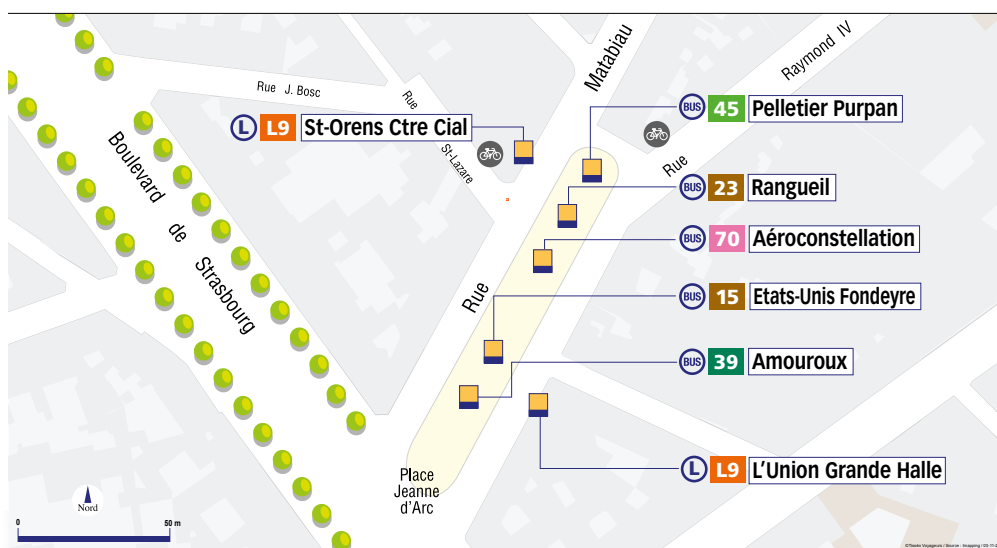 Rue J. Bosc
Rue
St-Lazare
Matabiau
Rue
Raymond IV
Rue
Boulevard
de
Strasbourg
L L9 St-Orens Ctre Cial
BUS 45 Pelletier Purpan
BUS 23 Rangueil
BUS 70 Aéroconstellation
BUS 15 Etats-Unis Fondeyre
BUS 39 Amouroux
L L9 L'Union Grande Halle
Place
Jeanne
d'Arc
Nord
0 50 m